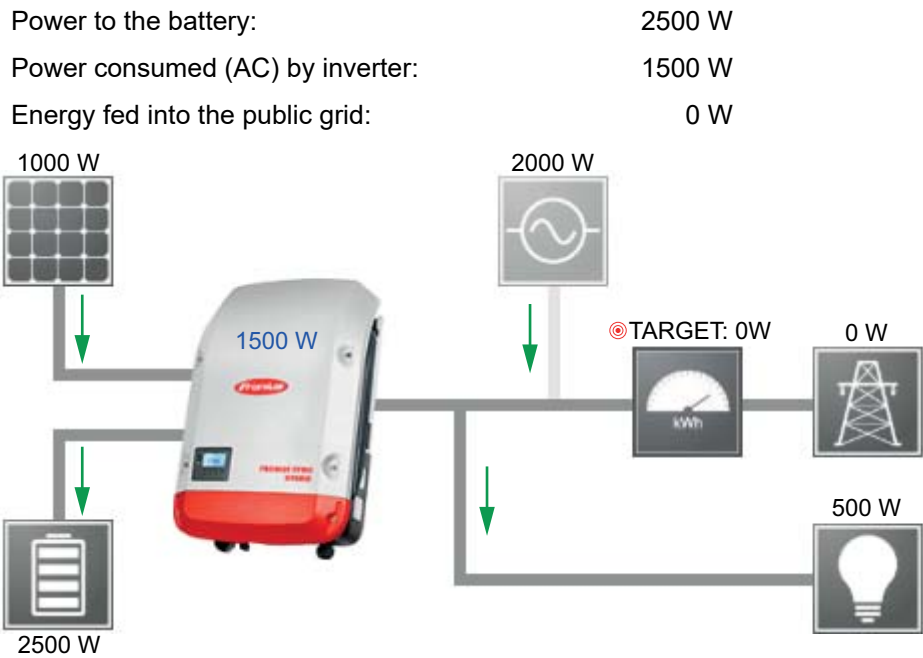 Power to the battery: 2500 W
Power consumed (AC) by inverter: 1500 W
Energy fed into the public grid: 0 W
1000 W
2000 W
1500 W
TARGET: 0W
0 W
Fronius
kWh
500 W
2500 W